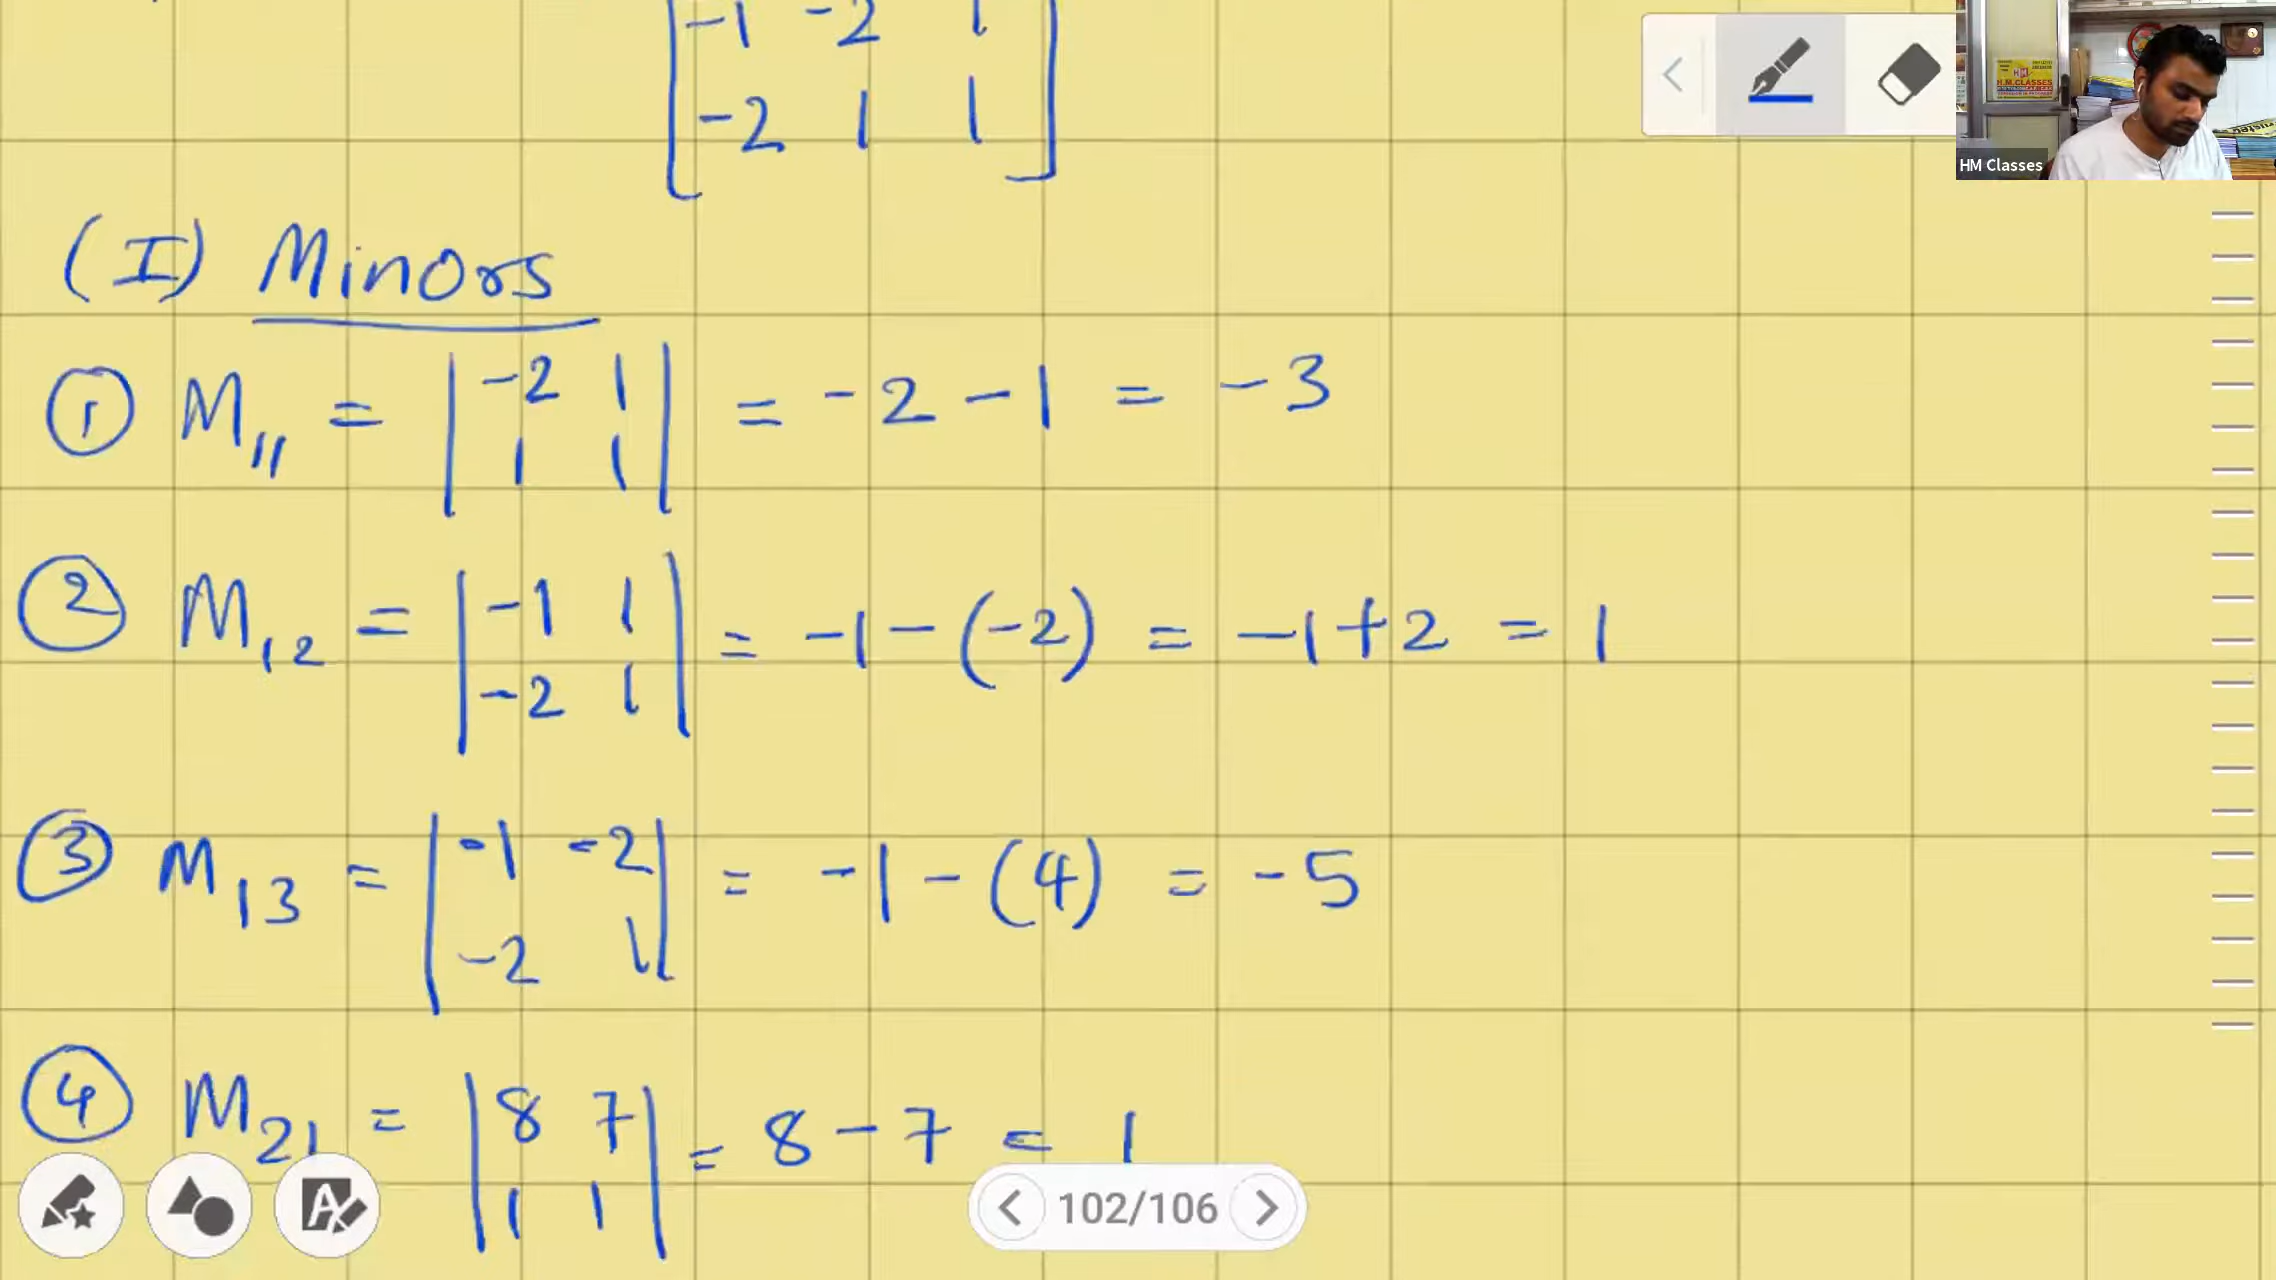 -1 -2 1
-2 1 1
(I) Minors
① M11 = | -2 1 | = -2 - 1 = -3
| 1 1 |
② M12 = | -1 1 | = -1 - (-2) = -1 + 2 = 1
| -2 1 |
③ M13 = | -1 -2 | = -1 - (4) = -5
| -2 1 |
④ M21 = | 8 7 | = 8 - 7 = 1
| 1 1 |
102/106
HM
H.M.CLASSES
HM Classes